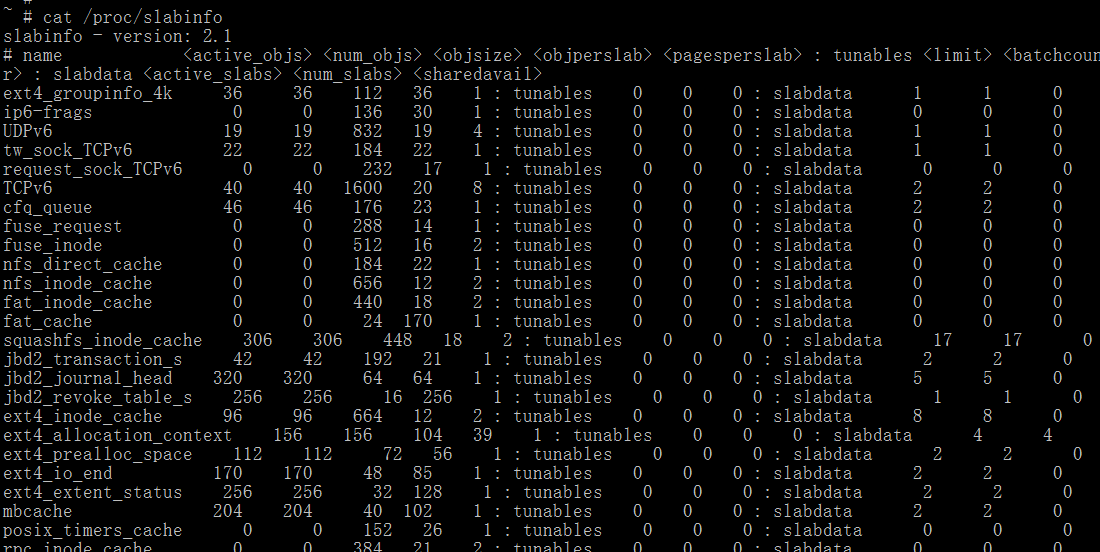 #
~ # cat /proc/slabinfo
slabinfo - version: 2.1
# name            <active_objs> <num_objs> <objsize> <objperslab> <pagesperslab> : tunables <limit> <batchcoun
r> : slabdata <active_slabs> <num_slabs> <sharedavail>
ext4_groupinfo_4k     36     36    112   36    1 : tunables    0    0    0 : slabdata      1      1      0
ip6-frags              0      0    136   30    1 : tunables    0    0    0 : slabdata      0      0      0
UDPv6                 19     19    832   19    4 : tunables    0    0    0 : slabdata      1      1      0
tw_sock_TCPv6         22     22    184   22    1 : tunables    0    0    0 : slabdata      1      1      0
request_sock_TCPv6      0      0    232   17    1 : tunables    0    0    0 : slabdata      0      0      0
TCPv6                 40     40   1600   20    8 : tunables    0    0    0 : slabdata      2      2      0
cfq_queue             46     46    176   23    1 : tunables    0    0    0 : slabdata      2      2      0
fuse_request           0      0    288   14    1 : tunables    0    0    0 : slabdata      0      0      0
fuse_inode             0      0    512   16    2 : tunables    0    0    0 : slabdata      0      0      0
nfs_direct_cache       0      0    184   22    1 : tunables    0    0    0 : slabdata      0      0      0
nfs_inode_cache        0      0    656   12    2 : tunables    0    0    0 : slabdata      0      0      0
fat_inode_cache        0      0    440   18    2 : tunables    0    0    0 : slabdata      0      0      0
fat_cache              0      0     24  170    1 : tunables    0    0    0 : slabdata      0      0      0
squashfs_inode_cache    306    306    448   18    2 : tunables    0    0    0 : slabdata     17     17      0
jbd2_transaction_s     42     42    192   21    1 : tunables    0    0    0 : slabdata      2      2      0
jbd2_journal_head    320    320     64   64    1 : tunables    0    0    0 : slabdata      5      5      0
jbd2_revoke_table_s    256    256     16  256    1 : tunables    0    0    0 : slabdata      1      1      0
ext4_inode_cache      96     96    664   12    2 : tunables    0    0    0 : slabdata      8      8      0
ext4_allocation_context    156    156    104   39    1 : tunables    0    0    0 : slabdata      4      4
ext4_prealloc_space    112    112     72   56    1 : tunables    0    0    0 : slabdata      2      2      0
ext4_io_end          170    170     48   85    1 : tunables    0    0    0 : slabdata      2      2      0
ext4_extent_status    256    256     32  128    1 : tunables    0    0    0 : slabdata      2      2      0
mbcache              204    204     40  102    1 : tunables    0    0    0 : slabdata      2      2      0
posix_timers_cache      0      0    152   26    1 : tunables    0    0    0 : slabdata      0      0      0
rpc_inode_cache        0      0    384   21    2 : tunables    0    0    0 : slabdata      0      0      0